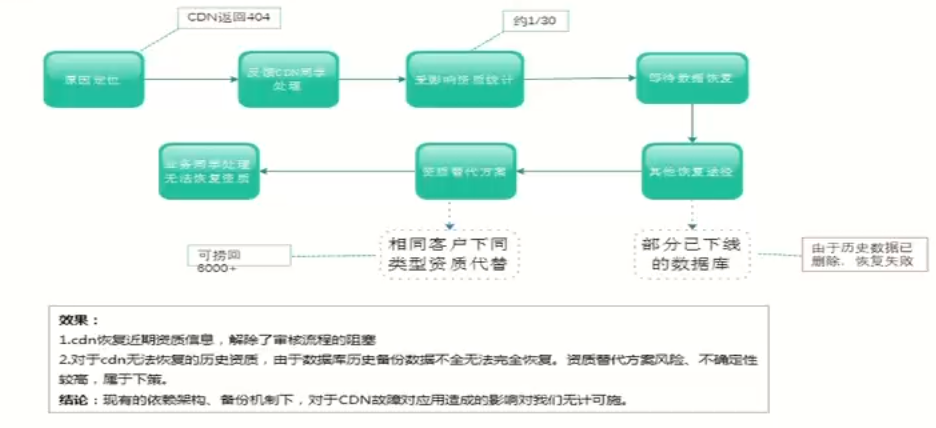 CDN返回404
约1/30
原因定位
反馈CDN同学
处理
受影响资质统计
等待数据恢复
业务同学处理
无法恢复资质
资质替代方案
其他恢复途径
可捞回
6000+
相同客户下同
类型资质代替
部分已下线
的数据库
由于历史数据已
删除、恢复失败
效果：
1.cdn恢复近期资质信息，解除了审核流程的阻塞
2.对于cdn无法恢复的历史资质，由于数据库历史备份数据不全无法完全恢复。资质替代方案风险、不确定性
较高，属于下策。
结论：现有的依赖架构、备份机制下，对于CDN故障对应用造成的影响对我们无计可施。